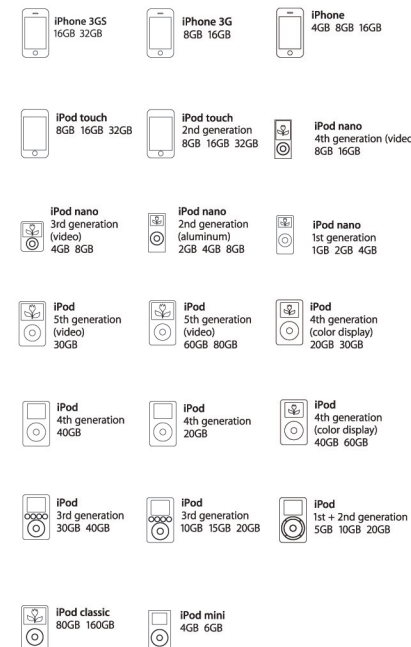 iPhone 3GS
16GB 32GB
iPhone 3G
8GB 16GB
iPhone
4GB 8GB 16GB
iPod touch
8GB 16GB 32GB
iPod touch
2nd generation
8GB 16GB 32GB
iPod nano
4th generation (video
8GB 16GB
iPod nano
3rd generation
(video)
4GB 8GB
iPod nano
2nd generation
(aluminum)
2GB 4GB 8GB
iPod nano
1st generation
1GB 2GB 4GB
iPod
5th generation
(video)
30GB
iPod
5th generation
(video)
60GB 80GB
iPod
4th generation
(color display)
20GB 30GB
iPod
4th generation
40GB
iPod
4th generation
20GB
iPod
4th generation
(color display)
40GB 60GB
iPod
3rd generation
30GB 40GB
iPod
3rd generation
10GB 15GB 20GB
iPod
1st + 2nd generation
5GB 10GB 20GB
iPod classic
80GB 160GB
iPod mini
4GB 6GB